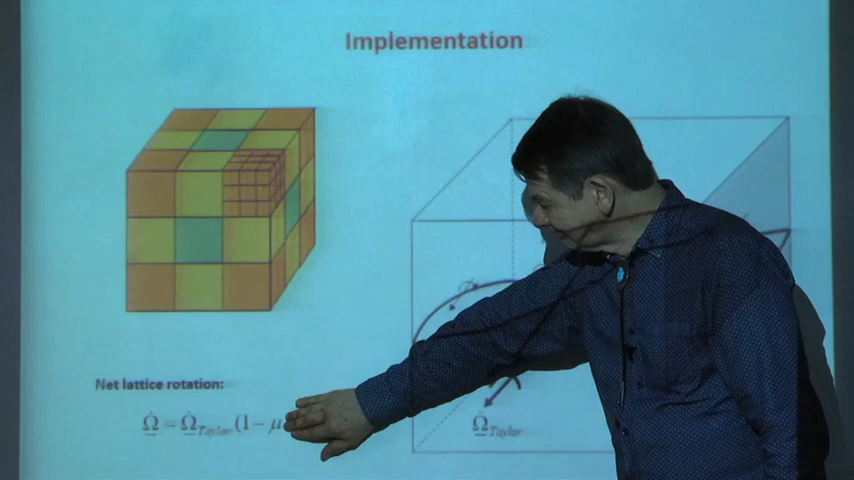 Implementation
Net lattice rotation:
Ω̇ = Ω̇ Taylor (1 − μ
Ω̇ Taylor